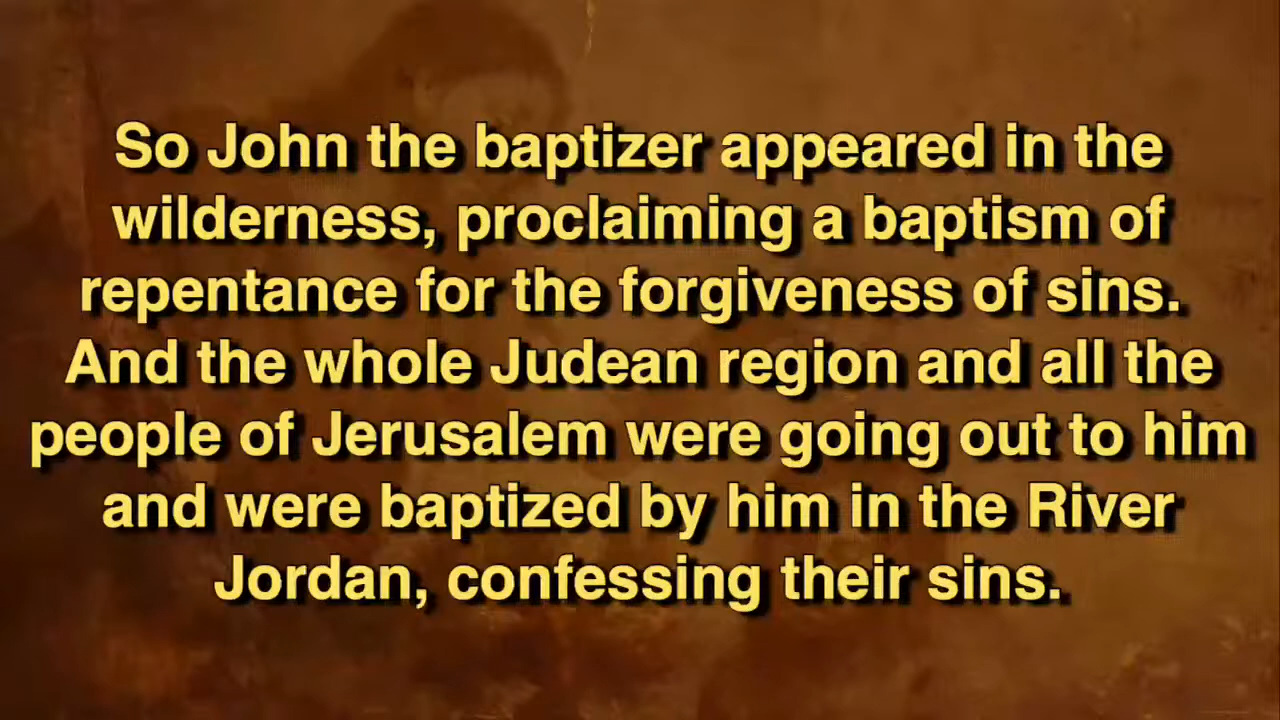 So John the baptizer appeared in the
wilderness, proclaiming a baptism of
repentance for the forgiveness of sins.
And the whole Judean region and all the
people of Jerusalem were going out to him
and were baptized by him in the River
Jordan, confessing their sins.